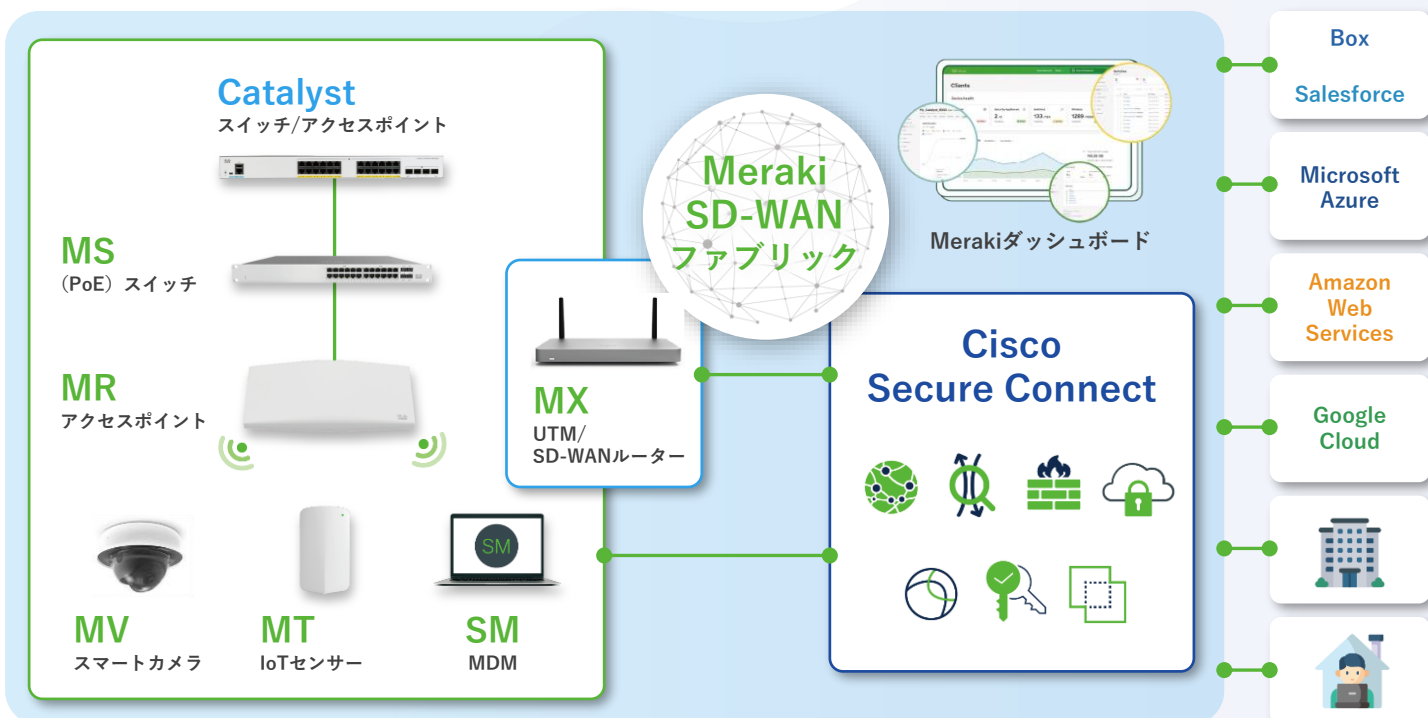 Catalyst
スイッチ/アクセスポイント
MS
（PoE）スイッチ
MR
アクセスポイント
MV
スマートカメラ
MT
IoTセンサー
SM
SM
MDM
MX
UTM/
SD-WANルーター
Meraki
SD-WAN
ファブリック
Clients
Merakiダッシュボード
Cisco
Secure Connect
Box
Salesforce
Microsoft
Azure
Amazon
Web
Services
Google
Cloud